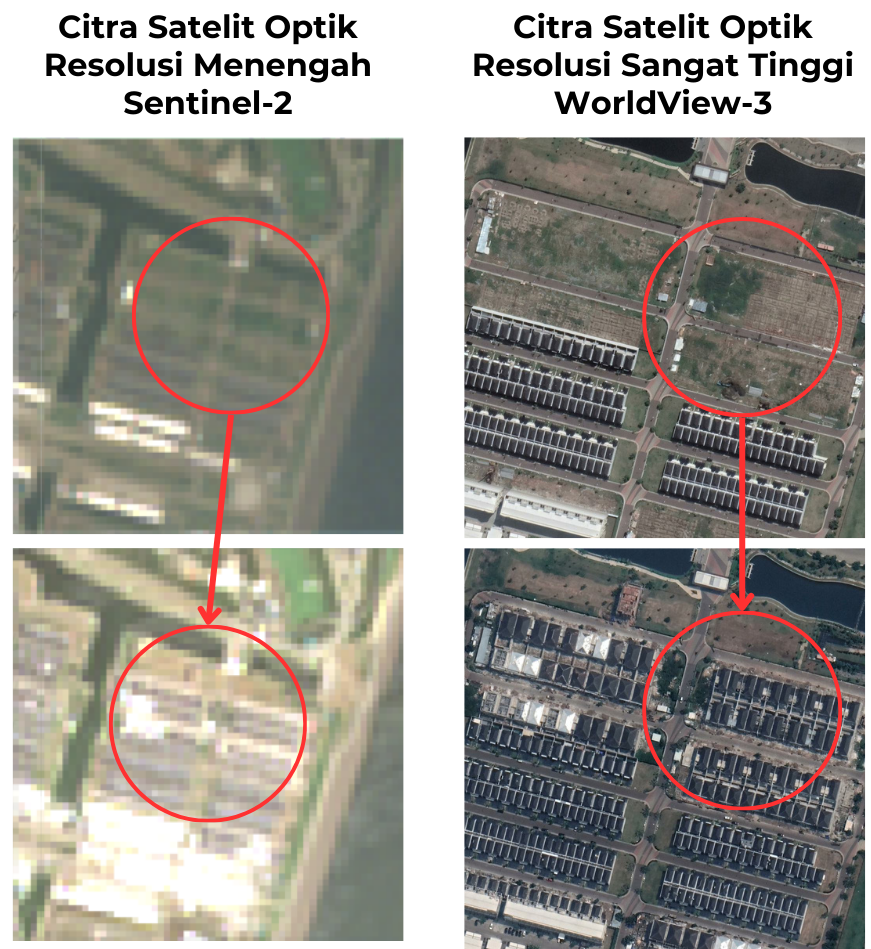 Citra Satelit Optik
Resolusi Menengah
Sentinel-2
Citra Satelit Optik
Resolusi Sangat Tinggi
WorldView-3